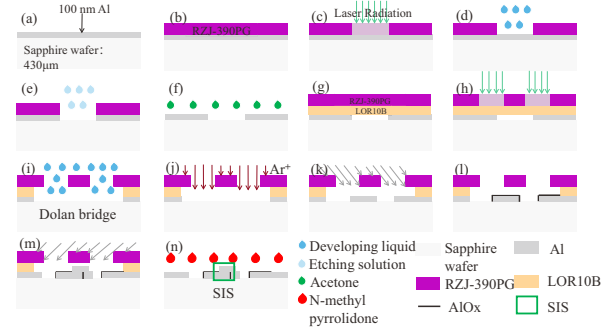 (a)
100 nm Al
Sapphire wafer:
430μm
(b)
RZJ-390PG
(c)
Laser Radiation
(d)
(e)
(f)
(g)
RZJ-390PG
LOR10B
(h)
(i)
Dolan bridge
(j)
Ar+
(k)
(l)
(m)
(n)
SIS
Developing liquid
Etching solution
Acetone
N-methyl
pyrrolidone
Sapphire
wafer
RZJ-390PG
AlOx
Al
LOR10B
SIS